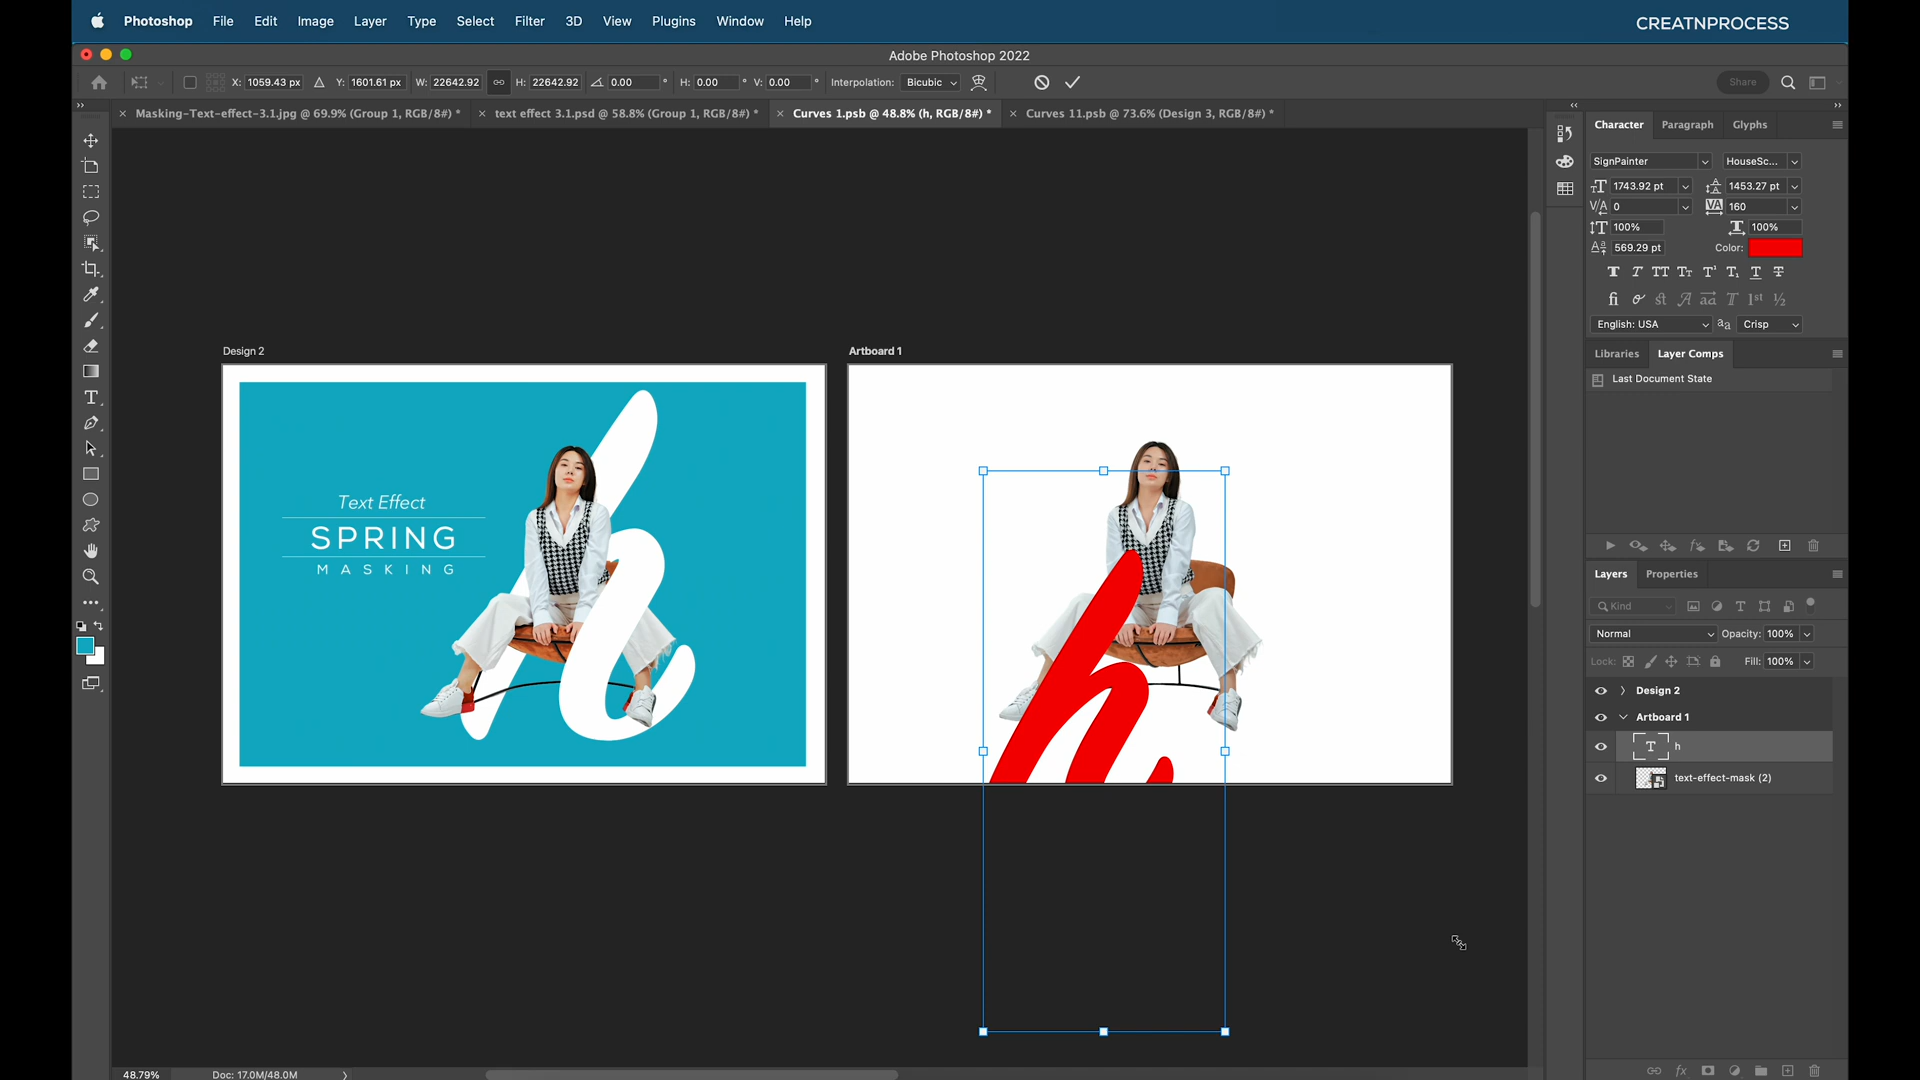 Photoshop File Edit Image Layer Type Select Filter 3D View Plugins Window Help
CREATNPROCESS
Adobe Photoshop 2022
X: 1059.43 px Y: 1601.61 px W: 22642.92 H: 22642.92 0.00 ° H: 0.00 ° V: 0.00 ° Interpolation: Bicubic
Share
Masking-Text-effect-3.1.jpg @ 69.9% (Group 1, RGB/8#) *
text effect 3.1.psd @ 58.8% (Group 1, RGB/8#) *
Curves 1.psb @ 48.8% (h, RGB/8#) *
Curves 11.psb @ 73.6% (Design 3, RGB/8#) *
Design 2
Text Effect
SPRING
MASKING
h
Artboard 1
h
Character Paragraph Glyphs
SignPainter HouseSc...
1743.92 pt 1453.27 pt
0 160
100% 100%
569.29 pt Color:
English: USA Crisp
Libraries Layer Comps
Last Document State
Layers Properties
Kind
Normal Opacity: 100%
Lock: Fill: 100%
Design 2
Artboard 1
h
text-effect-mask (2)
48.79% Doc: 17.0M/48.0M